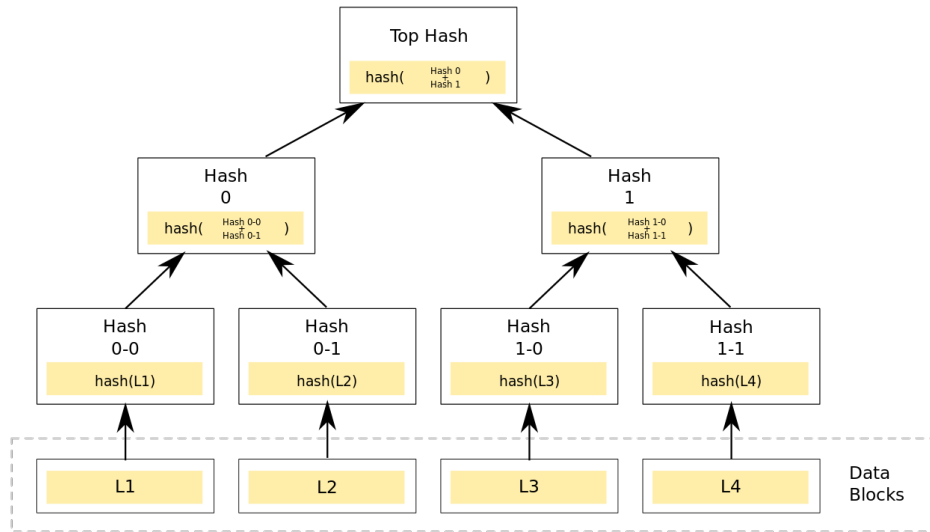 Top Hash
hash( Hash 0 + Hash 1 )
Hash
0
hash( Hash 0-0 + Hash 0-1 )
Hash
1
hash( Hash 1-0 + Hash 1-1 )
Hash
0-0
hash(L1)
Hash
0-1
hash(L2)
Hash
1-0
hash(L3)
Hash
1-1
hash(L4)
L1
L2
L3
L4
Data
Blocks